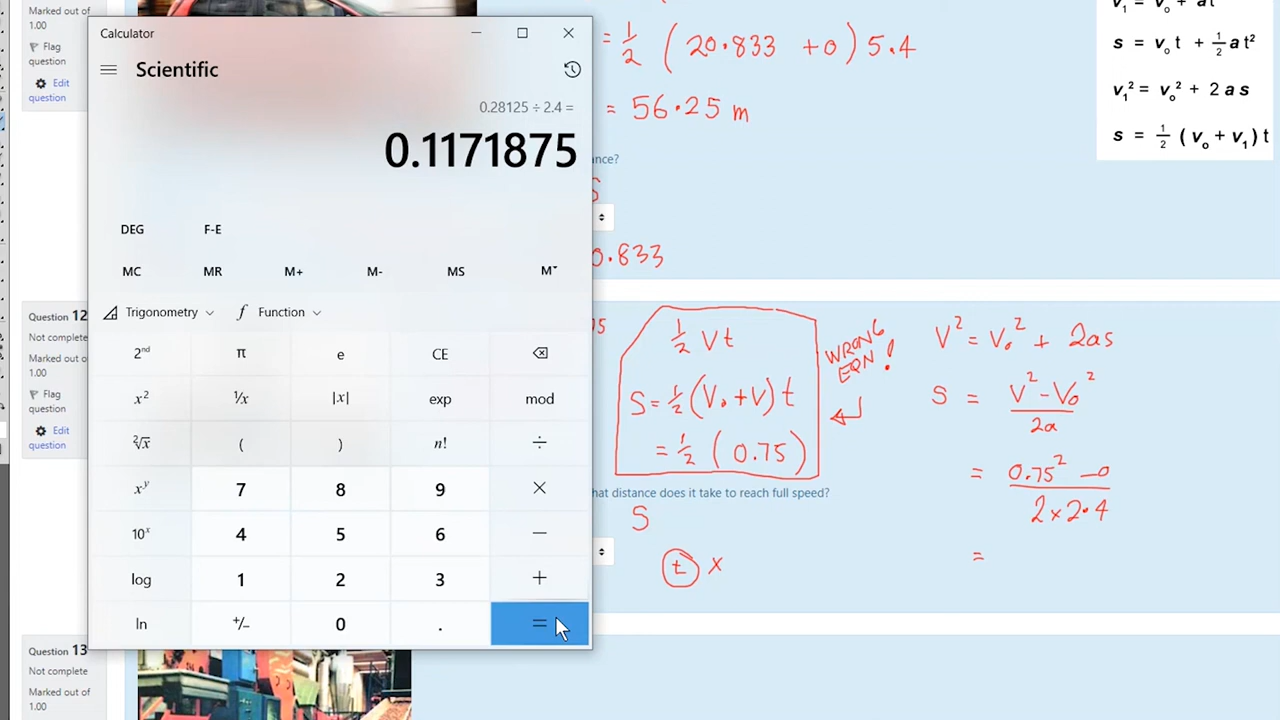 Marked out of
1.00
Flag
question
Edit
question
Calculator
Scientific
0.28125 ÷ 2.4 =
0.1171875
DEG F-E
MC MR M+ M- MS M˅
Trigonometry f Function
2nd π e CE
x² ¹/x |x| exp mod
²√x ( ) n! ÷
xʸ 7 8 9 ×
10ˣ 4 5 6 −
log 1 2 3 +
ln +/− 0 . =
= ½ (20.833 +0) 5.4
= 56.25 m
ance?
0.833
v₁ = v₀ + at
s = v₀t + ½at²
v₁² = v₀² + 2as
s = ½ (v₀ + v₁) t
Question 12
Not complete
Marked out of
1.00
Flag
question
Edit
question
½ Vt
S = ½(V₀+V) t
= ½ (0.75)
WRONG
EQN!
V² = V₀² + 2as
S = V² - V₀² / 2a
= 0.75² - 0 / 2×2.4
=
hat distance does it take to reach full speed?
S
t x
Question 13
Not complete
Marked out of
1.00